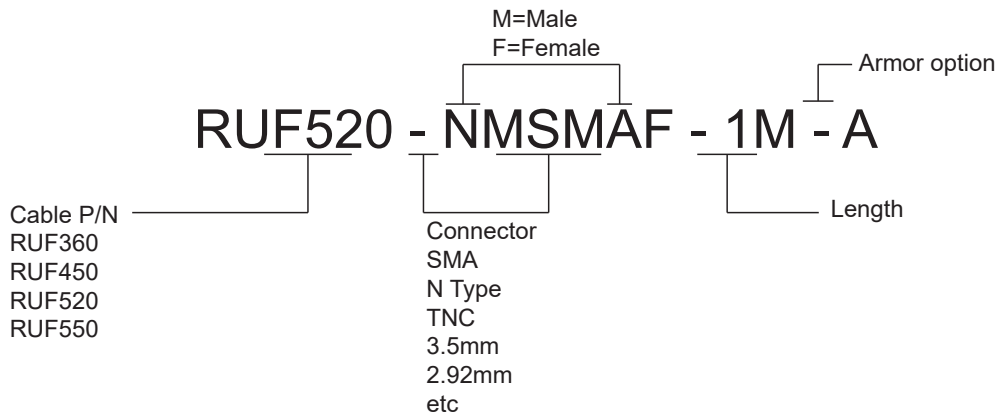 M=Male
F=Female
Armor option
RUF520 - NMSMAF - 1M - A
Cable P/N
RUF360
RUF450
RUF520
RUF550
Connector
SMA
N Type
TNC
3.5mm
2.92mm
etc
Length